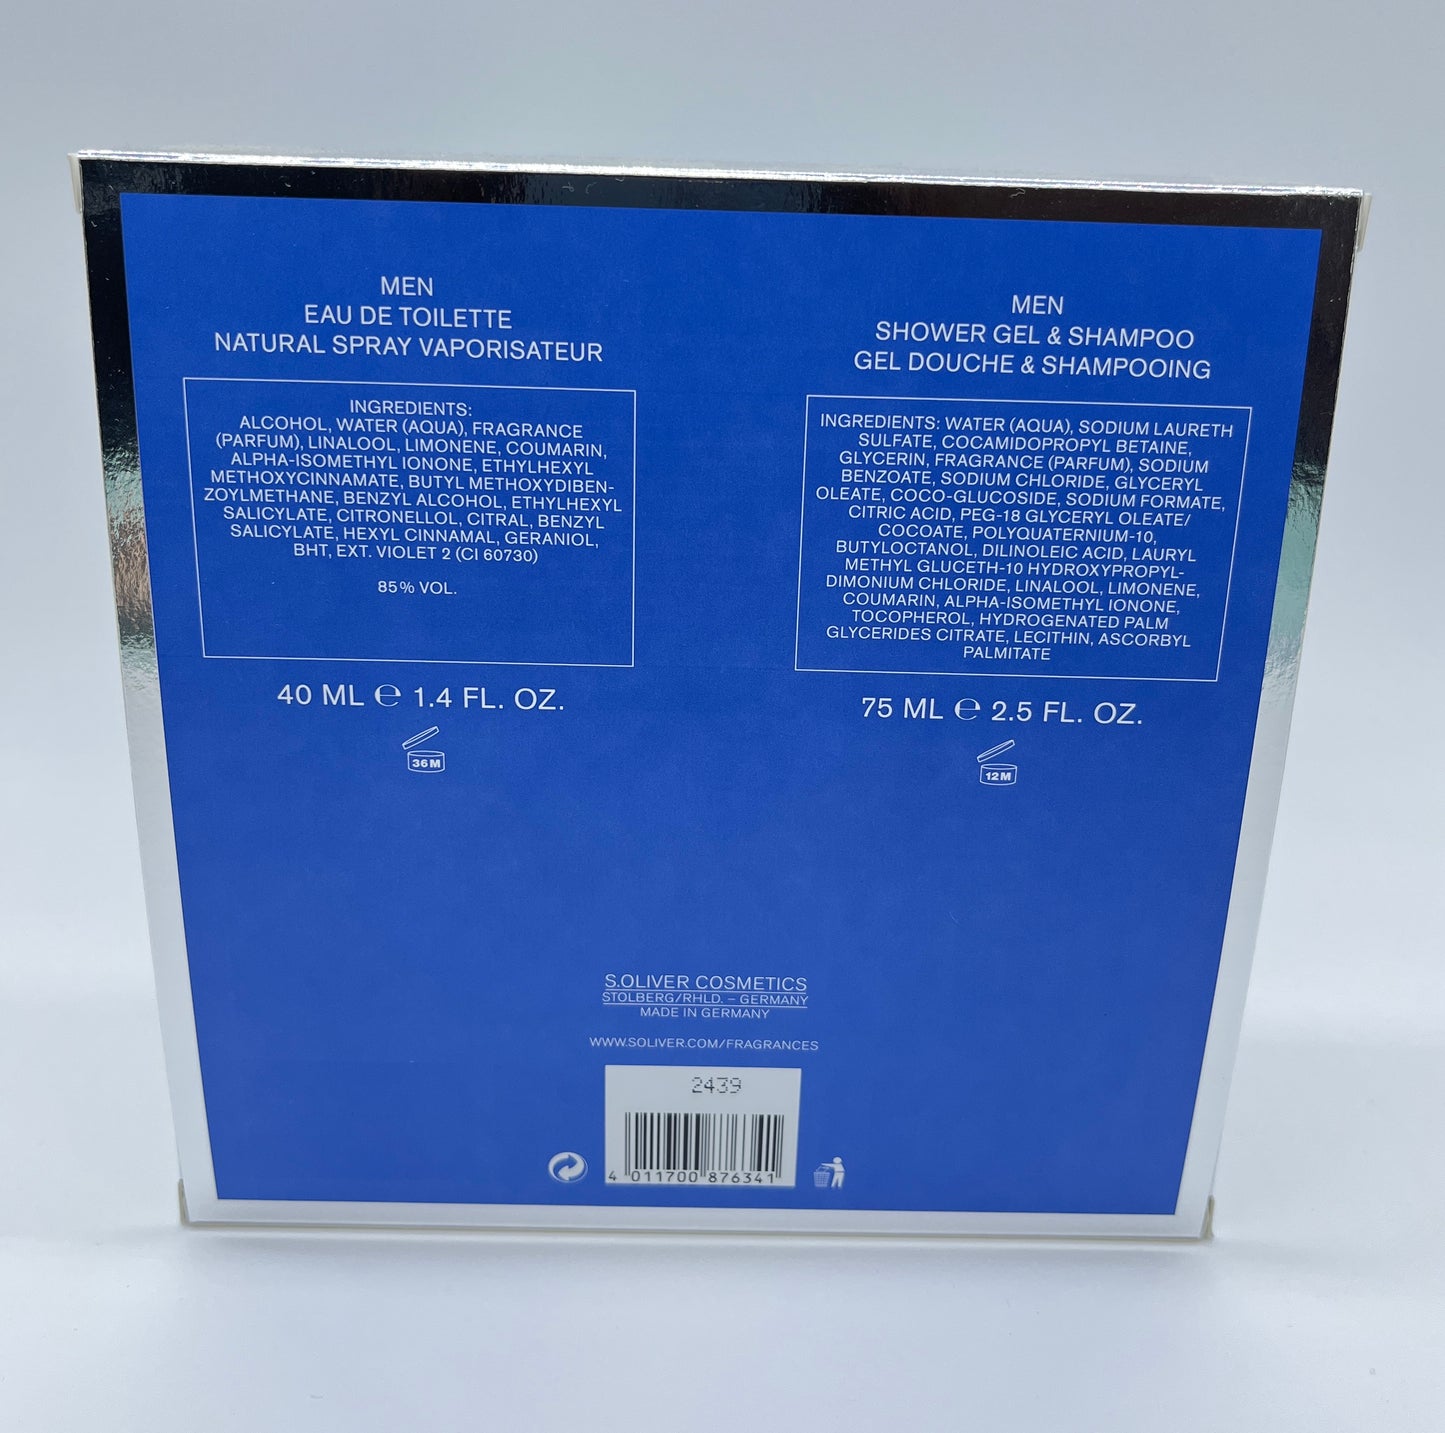 MEN
EAU DE TOILETTE
NATURAL SPRAY VAPORISATEUR
INGREDIENTS:
ALCOHOL, WATER (AQUA), FRAGRANCE
(PARFUM), LINALOOL, LIMONENE, COUMARIN,
ALPHA-ISOMETHYL IONONE, ETHYLHEXYL
METHOXYCINNAMATE, BUTYL METHOXYDIBEN-
ZOYLMETHANE, BENZYL ALCOHOL, ETHYLHEXYL
SALICYLATE, CITRONELLOL, CITRAL, BENZYL
SALICYLATE, HEXYL CINNAMAL, GERANIOL,
BHT, EXT. VIOLET 2 (CI 60730)
85% VOL.
40 ML ℮ 1.4 FL. OZ.
36M
MEN
SHOWER GEL & SHAMPOO
GEL DOUCHE & SHAMPOOING
INGREDIENTS: WATER (AQUA), SODIUM LAURETH
SULFATE, COCAMIDOPROPYL BETAINE,
GLYCERIN, FRAGRANCE (PARFUM), SODIUM
BENZOATE, SODIUM CHLORIDE, GLYCERYL
OLEATE, COCO-GLUCOSIDE, SODIUM FORMATE,
CITRIC ACID, PEG-18 GLYCERYL OLEATE/
COCOATE, POLYQUATERNIUM-10,
BUTYLOCTANOL, DILINOLEIC ACID, LAURYL
METHYL GLUCETH-10 HYDROXYPROPYL-
DIMONIUM CHLORIDE, LINALOOL, LIMONENE,
COUMARIN, ALPHA-ISOMETHYL IONONE,
TOCOPHEROL, HYDROGENATED PALM
GLYCERIDES CITRATE, LECITHIN, ASCORBYL
PALMITATE
75 ML ℮ 2.5 FL. OZ.
12M
S.OLIVER COSMETICS
STOLBERG/RHLD. – GERMANY
MADE IN GERMANY
WWW.SOLIVER.COM/FRAGRANCES
2439
4 011700 876341